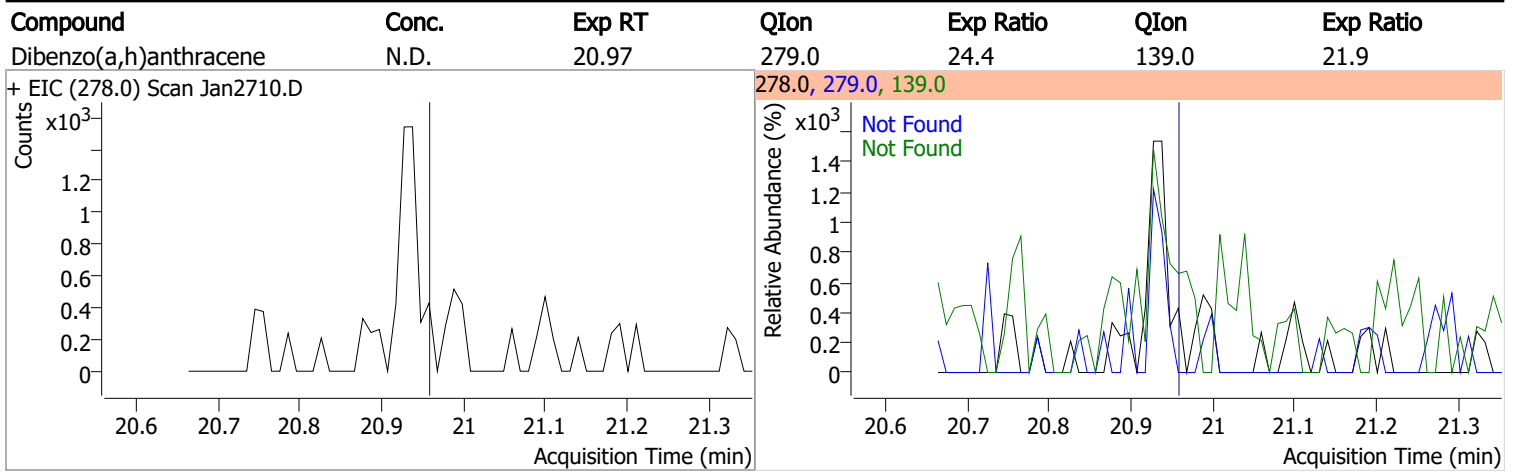 Compound Conc. Exp RT QIon Exp Ratio QIon Exp Ratio
Dibenzo(a,h)anthracene N.D. 20.97 279.0 24.4 139.0 21.9
+ EIC (278.0) Scan Jan2710.D
Counts
x10³
1.2
1
0.8
0.6
0.4
0.2
0
20.6 20.7 20.8 20.9 21 21.1 21.2 21.3
Acquisition Time (min)
278.0, 279.0, 139.0
Relative Abundance (%)
x10³
Not Found
Not Found
1.4
1.2
1
0.8
0.6
0.4
0.2
0
20.6 20.7 20.8 20.9 21 21.1 21.2 21.3
Acquisition Time (min)